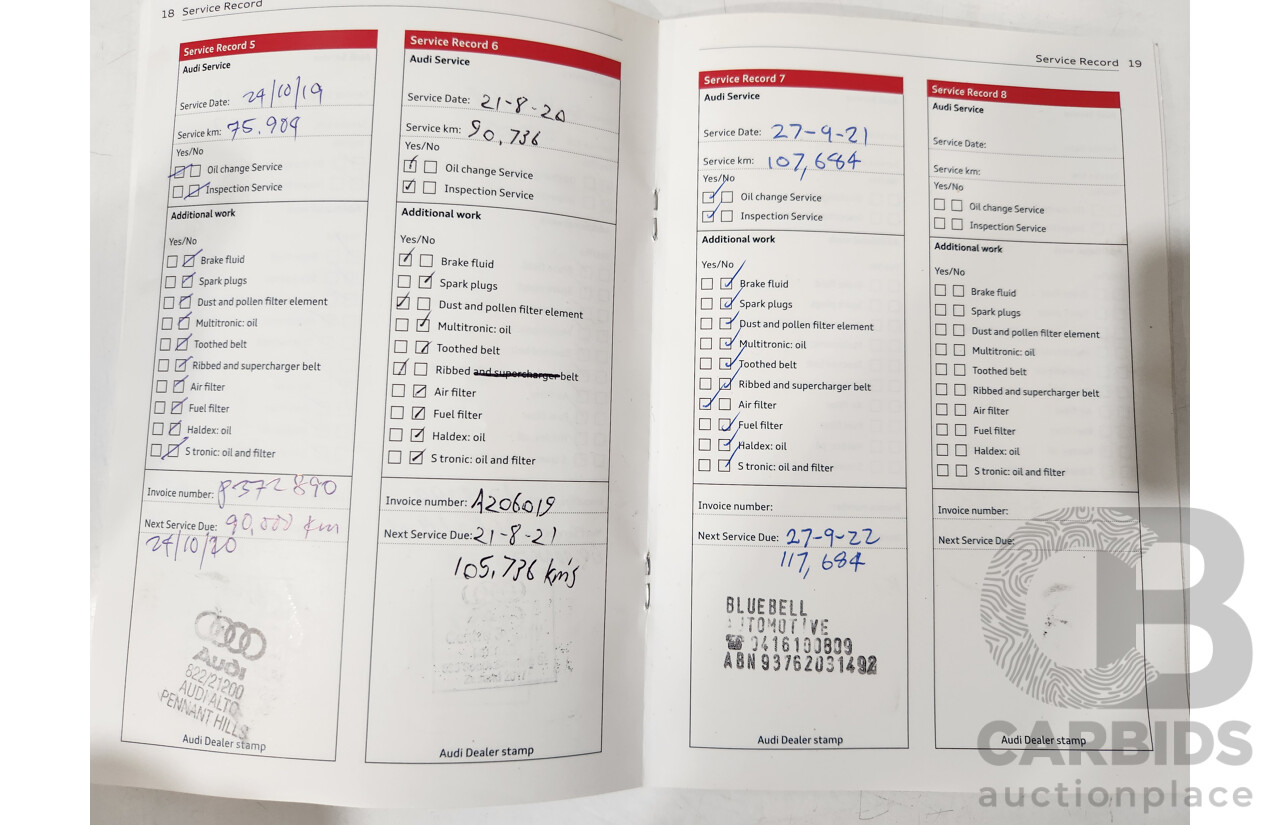 18 Service Record
Service Record 5
Audi Service
Service Date: 24/10/19
Service km: 75.909
Yes/No
Oil change Service
Inspection Service
Additional work
Yes/No
Brake fluid
Spark plugs
Dust and pollen filter element
Multitronic: oil
Toothed belt
Ribbed and supercharger belt
Air filter
Fuel filter
Haldex: oil
S tronic: oil and filter
Invoice number: P372890
Next Service Due: 90,000 km
24/10/20
Audi
822/21200
AUDI ALTO
PENNANT HILLS
Audi Dealer stamp
Service Record 6
Audi Service
Service Date: 21-8-20
Service km: 90,736
Yes/No
Oil change Service
Inspection Service
Additional work
Yes/No
Brake fluid
Spark plugs
Dust and pollen filter element
Multitronic: oil
Toothed belt
Ribbed and supercharger belt
Air filter
Fuel filter
Haldex: oil
S tronic: oil and filter
Invoice number: A206019
Next Service Due: 21-8-21
105,736 km's
Audi Dealer stamp
Service Record 19
Service Record 7
Audi Service
Service Date: 27-9-21
Service km: 107,684
Yes/No
Oil change Service
Inspection Service
Additional work
Yes/No
Brake fluid
Spark plugs
Dust and pollen filter element
Multitronic: oil
Toothed belt
Ribbed and supercharger belt
Air filter
Fuel filter
Haldex: oil
S tronic: oil and filter
Invoice number:
Next Service Due: 27-9-22
117,684
BLUEBELL
UTOMOTIVE
☎ 0416100809
ABN 93762031492
Audi Dealer stamp
Service Record 8
Audi Service
Service Date:
Service km:
Yes/No
Oil change Service
Inspection Service
Additional work
Yes/No
Brake fluid
Spark plugs
Dust and pollen filter element
Multitronic: oil
Toothed belt
Ribbed and supercharger belt
Air filter
Fuel filter
Haldex: oil
S tronic: oil and filter
Invoice number:
Next Service Due:
Audi Dealer stamp
CARBIDS
auctionplace